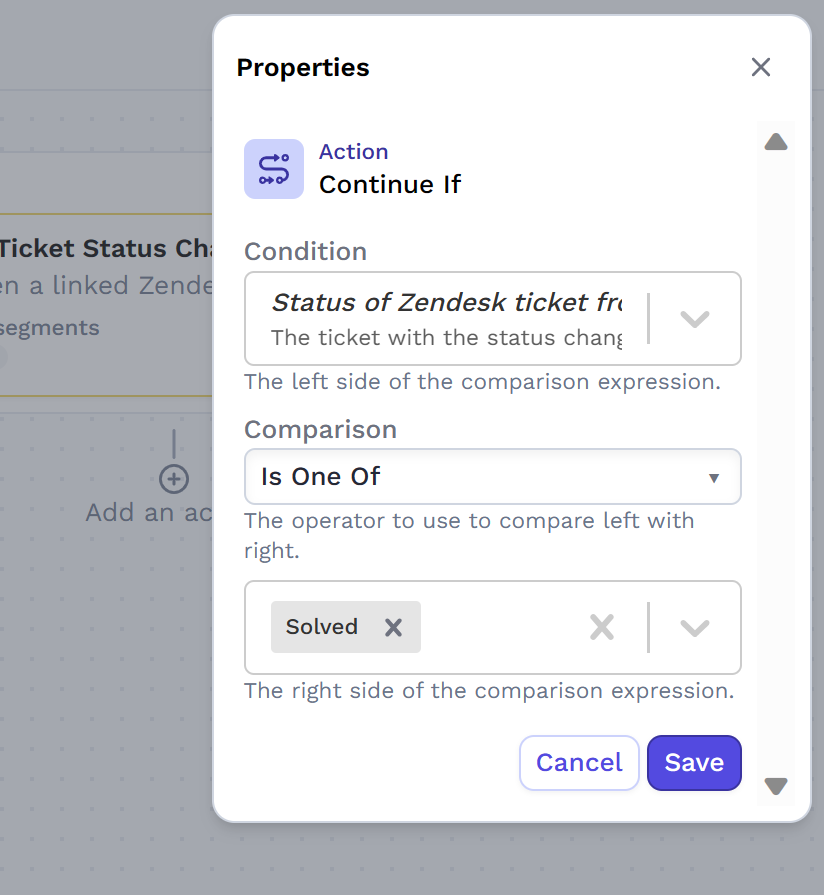 Properties
Action
Continue If
Ticket Status Cha
en a linked Zende
segments
Add an ac
Condition
Status of Zendesk ticket fro
The ticket with the status chang
The left side of the comparison expression.
Comparison
Is One Of
The operator to use to compare left with
right.
Solved
The right side of the comparison expression.
Cancel
Save